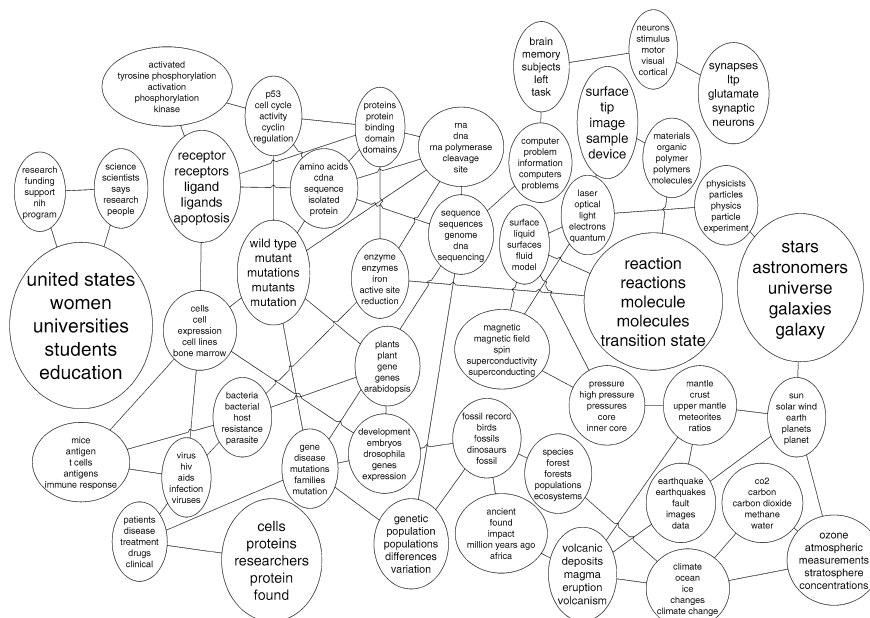 neurons
stimulus
motor
visual
cortical
brain
memory
subjects
left
task
synapses
ltp
glutamate
synaptic
neurons
activated
tyrosine phosphorylation
activation
phosphorylation
kinase
p53
cell cycle
activity
cyclin
regulation
proteins
protein
binding
domain
domains
rna
dna
rna polymerase
cleavage
site
computer
problem
information
computers
problems
surface
tip
image
sample
device
materials
organic
polymer
polymers
molecules
research
funding
support
nih
program
science
scientists
says
research
people
receptor
receptors
ligand
ligands
apoptosis
amino acids
cdna
sequence
isolated
protein
sequence
sequences
genome
dna
sequencing
surface
liquid
surfaces
fluid
model
laser
optical
light
electrons
quantum
physicists
particles
physics
particle
experiment
united states
women
universities
students
education
wild type
mutant
mutations
mutants
mutation
enzyme
enzymes
iron
active site
reduction
reaction
reactions
molecule
molecules
transition state
stars
astronomers
universe
galaxies
galaxy
cells
cell
expression
cell lines
bone marrow
plants
plant
gene
genes
arabidopsis
magnetic
magnetic field
spin
superconductivity
superconducting
pressure
high pressure
pressures
core
inner core
mantle
crust
upper mantle
meteorites
ratios
sun
solar wind
earth
planets
planet
bacteria
bacterial
host
resistance
parasite
mice
antigen
t cells
antigens
immune response
virus
hiv
aids
infection
viruses
gene
disease
mutations
families
mutation
development
embryos
drosophila
genes
expression
fossil record
birds
fossils
dinosaurs
fossil
species
forest
forests
populations
ecosystems
earthquake
earthquakes
fault
images
data
co2
carbon
carbon dioxide
methane
water
patients
disease
treatment
drugs
clinical
cells
proteins
researchers
protein
found
genetic
population
populations
differences
variation
ancient
found
impact
million years ago
africa
volcanic
deposits
magma
eruption
volcanism
climate
ocean
ice
changes
climate change
ozone
atmospheric
measurements
stratosphere
concentrations